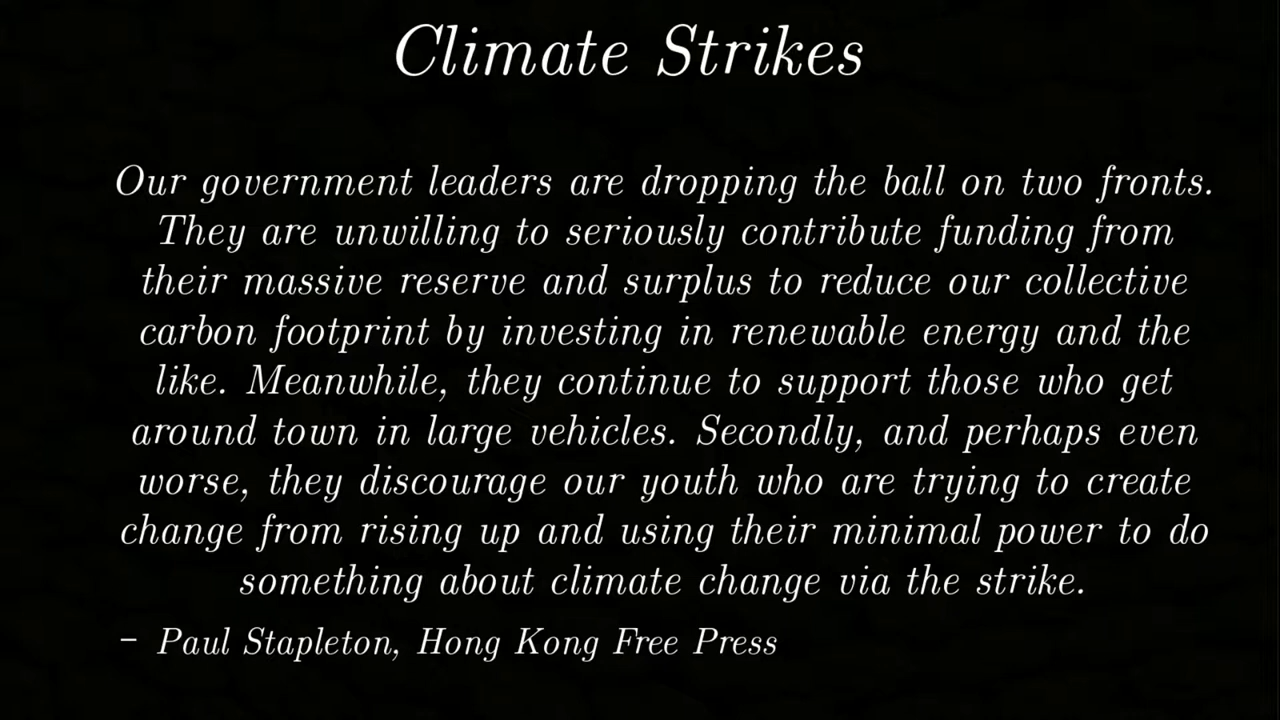 Climate Strikes
Our government leaders are dropping the ball on two fronts.
They are unwilling to seriously contribute funding from
their massive reserve and surplus to reduce our collective
carbon footprint by investing in renewable energy and the
like. Meanwhile, they continue to support those who get
around town in large vehicles. Secondly, and perhaps even
worse, they discourage our youth who are trying to create
change from rising up and using their minimal power to do
something about climate change via the strike.
– Paul Stapleton, Hong Kong Free Press